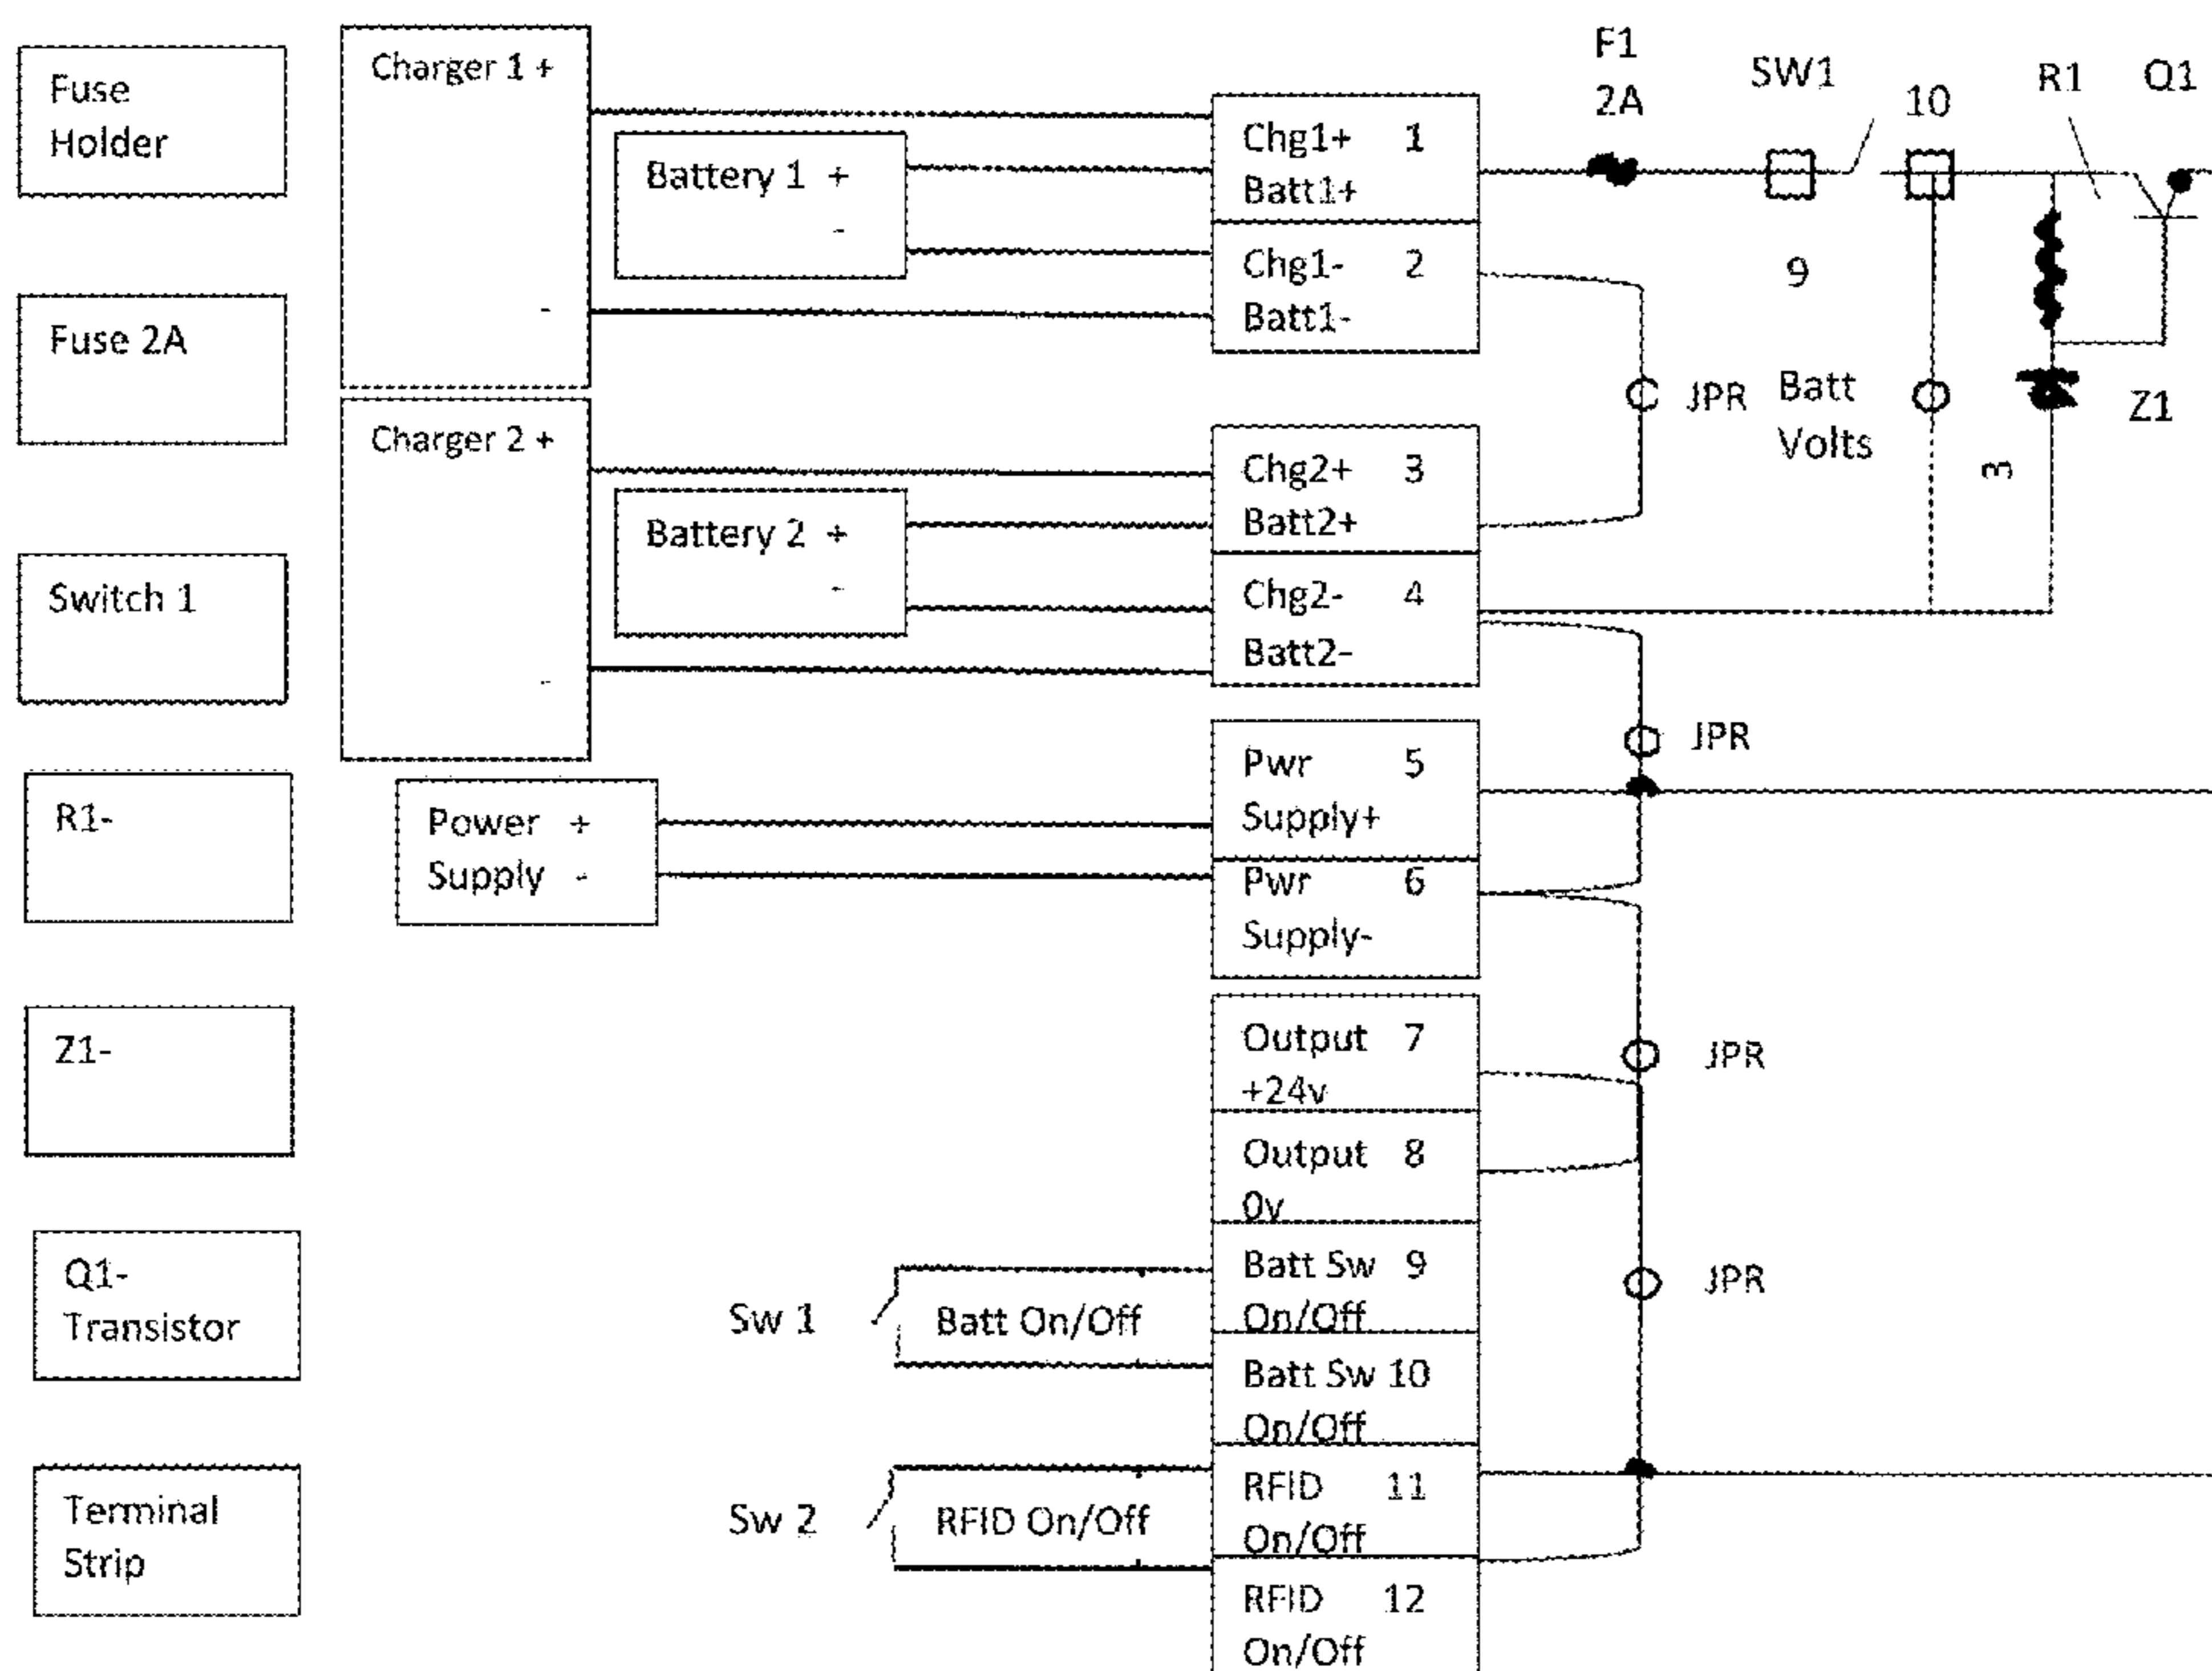 Fuse
Holder
Fuse 2A
Switch 1
R1-
Z1-
Q1-
Transistor
Terminal
Strip
Charger 1 +
-
Battery 1 +
-
Charger 2 +
-
Battery 2 +
-
Power +
Supply -
Sw 1
Batt On/Off
Sw 2
RFID On/Off
Chg1+ 1
Batt1+
Chg1- 2
Batt1-
Chg2+ 3
Batt2+
Chg2- 4
Batt2-
Pwr 5
Supply+
Pwr 6
Supply-
Output 7
+24v
Output 8
0v
Batt Sw 9
On/Off
Batt Sw 10
On/Off
RFID 11
On/Off
RFID 12
On/Off
F1
2A
SW1
10
R1
Q1
9
JPR
Batt
Volts
3
Z1
JPR
JPR
JPR